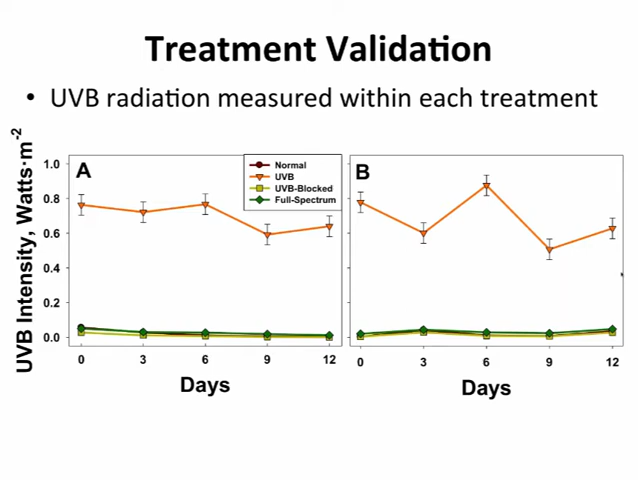 Treatment Validation
• UVB radiation measured within each treatment
UVB Intensity, Watts·m-2
A
Normal
UVB
UVB-Blocked
Full-Spectrum
1.0
0.8
0.6
0.4
0.2
0.0
0 3 6 9 12
Days
B
0 3 6 9 12
Days